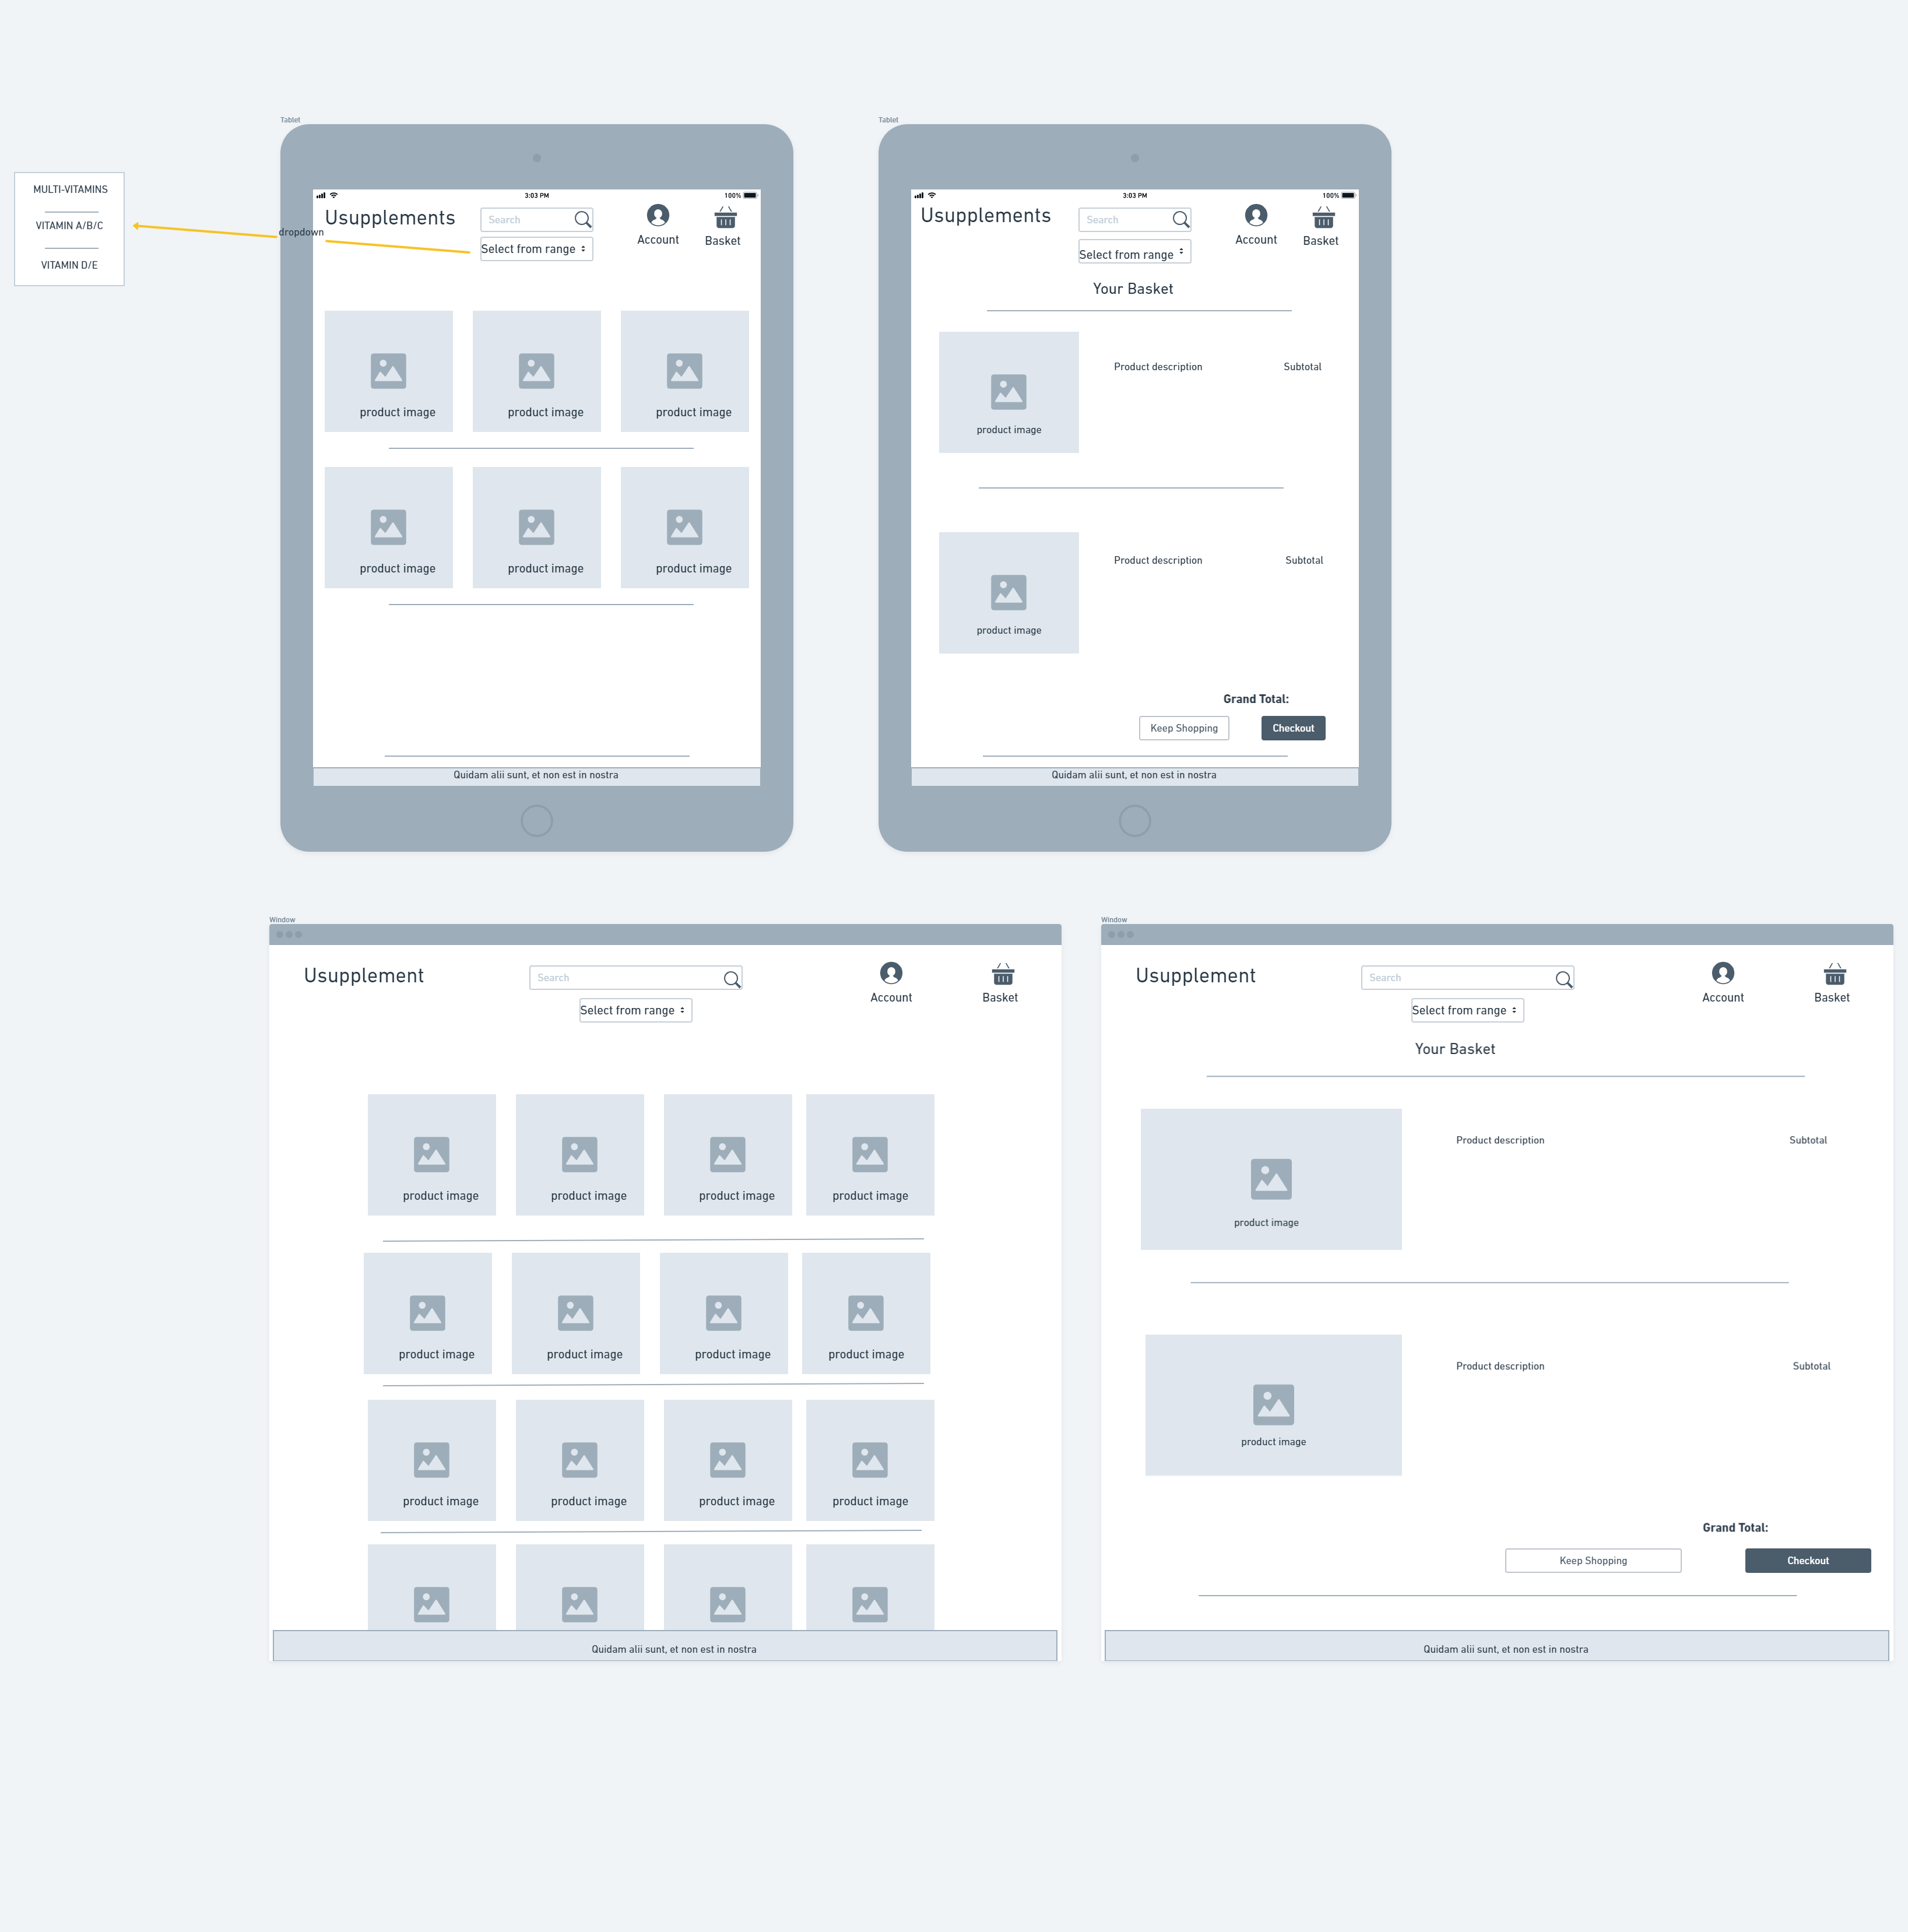 Tablet
3:03 PM
100%
Usupplements
Search
Account
Basket
Select from range
dropdown
MULTI-VITAMINS
VITAMIN A/B/C
VITAMIN D/E
product image
product image
product image
product image
product image
product image
Quidam alii sunt, et non est in nostra
Tablet
3:03 PM
100%
Usupplements
Search
Account
Basket
Select from range
Your Basket
Product description
Subtotal
product image
Product description
Subtotal
product image
Grand Total:
Keep Shopping
Checkout
Quidam alii sunt, et non est in nostra
Window
Usupplement
Search
Account
Basket
Select from range
product image
product image
product image
product image
product image
product image
product image
product image
product image
product image
product image
product image
Quidam alii sunt, et non est in nostra
Window
Usupplement
Search
Account
Basket
Select from range
Your Basket
Product description
Subtotal
product image
Product description
Subtotal
product image
Grand Total:
Keep Shopping
Checkout
Quidam alii sunt, et non est in nostra